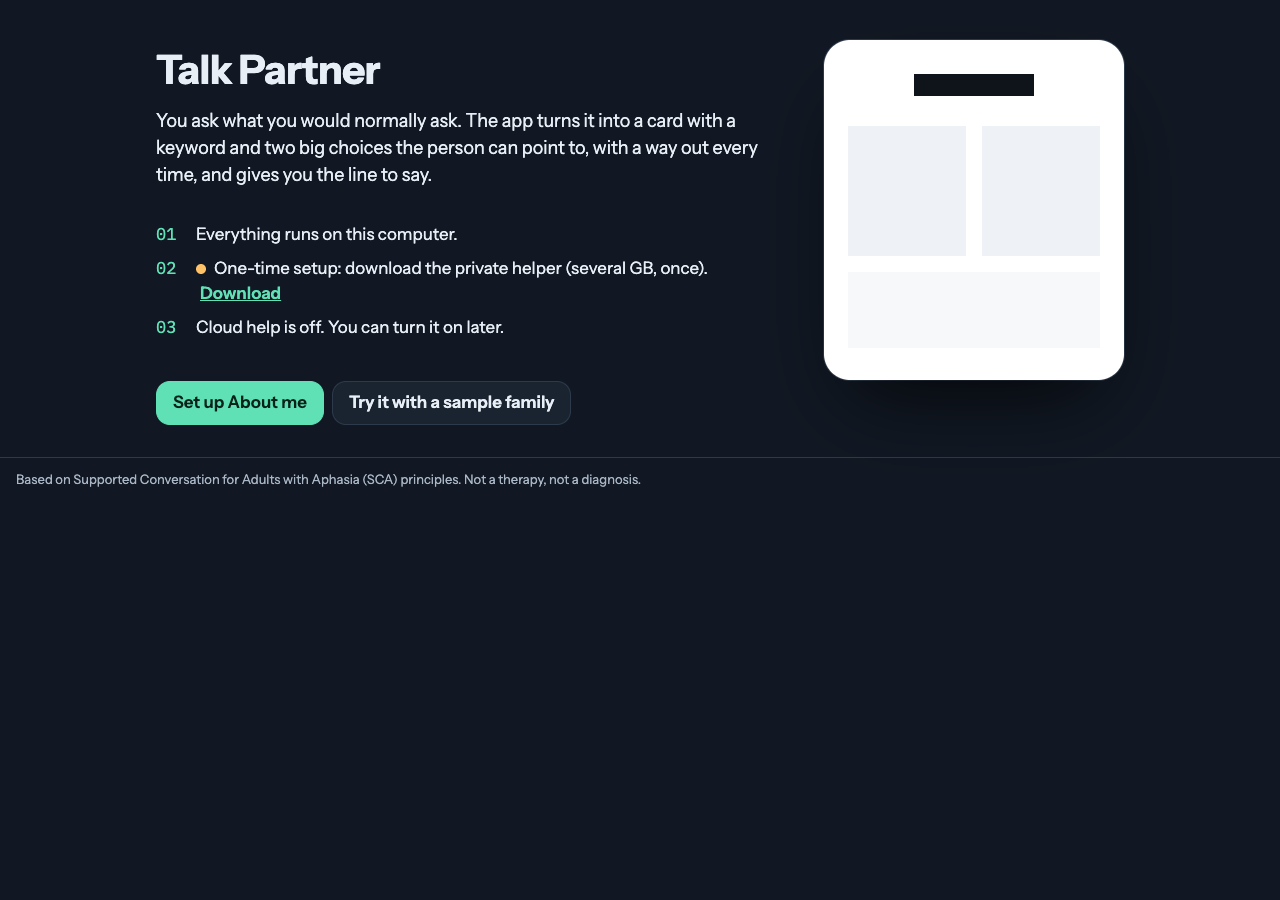 Talk Partner
You ask what you would normally ask. The app turns it into a card with a
keyword and two big choices the person can point to, with a way out every
time, and gives you the line to say.
01 Everything runs on this computer.
02 One-time setup: download the private helper (several GB, once).
Download
03 Cloud help is off. You can turn it on later.
Set up About me Try it with a sample family
Based on Supported Conversation for Adults with Aphasia (SCA) principles. Not a therapy, not a diagnosis.